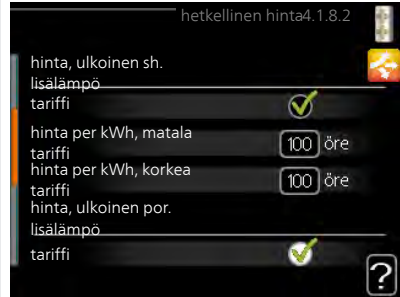 hetkellinen hinta4.1.8.2
hinta, ulkoinen sh.
lisälämpö
tariffi
hinta per kWh, matala
tariffi
100 öre
hinta per kWh, korkea
tariffi
100 öre
hinta, ulkoinen por.
lisälämpö
tariffi
?